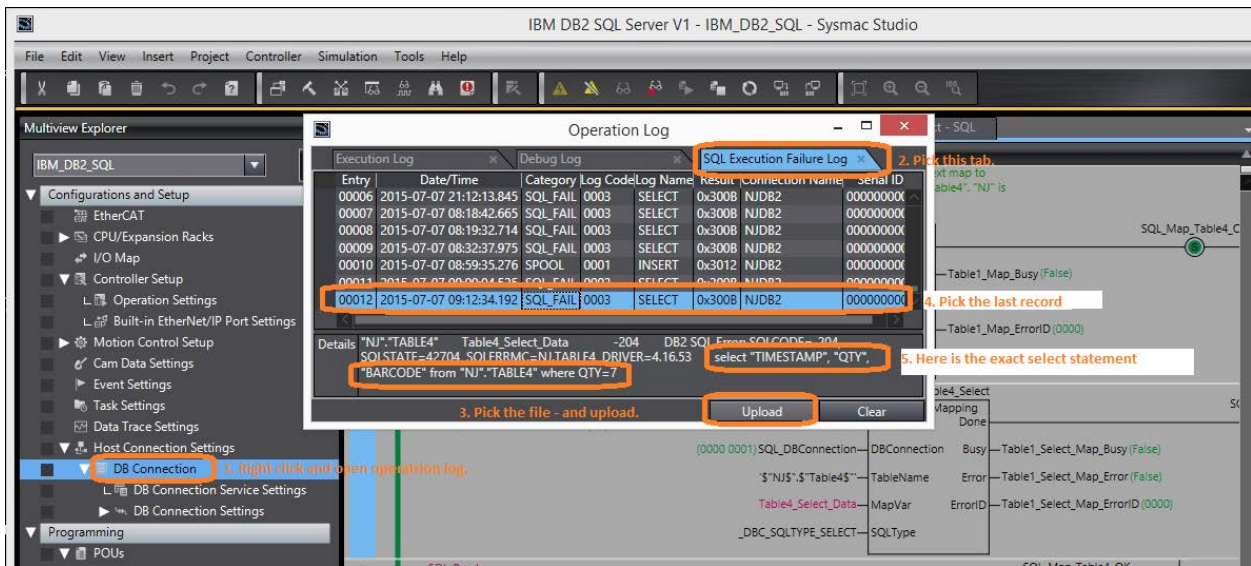 IBM DB2 SQL Server V1 - IBM_DB2_SQL - Sysmac Studio
File Edit View Insert Project Controller Simulation Tools Help
Multiview Explorer
IBM_DB2_SQL
Configurations and Setup
EtherCAT
CPU/Expansion Racks
I/O Map
Controller Setup
Operation Settings
Built-in EtherNet/IP Port Settings
Motion Control Setup
Cam Data Settings
Event Settings
Task Settings
Data Trace Settings
Host Connection Settings
DB Connection
1. Right click and open
log.
DB Connection Service Settings
DB Connection Settings
Programming
POUs
Operation Log
Execution Log
Debug Log
SQL Execution Failure Log
2. Pick this tab.
Entry Date/Time Category Log Code Log Name Result Connection Name Serial ID
00006 2015-07-07 21:12:13.845 SQL_FAIL 0003 SELECT 0x300B NJDB2 00000000
00007 2015-07-07 08:18:42.665 SQL_FAIL 0003 SELECT 0x300B NJDB2 00000000
00008 2015-07-07 08:19:32.714 SQL_FAIL 0003 SELECT 0x300B NJDB2 00000000
00009 2015-07-07 08:32:37.975 SQL_FAIL 0003 SELECT 0x300B NJDB2 00000000
00010 2015-07-07 08:59:35.276 SPOOL 0001 INSERT 0x3012 NJDB2 00000000
00012 2015-07-07 09:12:34.192 SQL_FAIL 0003 SELECT 0x300B NJDB2 00000000
4. Pick the last record
Details "NJ"."TABLE4" Table4_Select_Data -204 DB2 SQL Error: SQLCODE=-204,
SQLSTATE=42704, SQLERRMC=NJ.TABLE4, DRIVER=4.16.53 select "TIMESTAMP", "QTY",
"BARCODE" from "NJ"."TABLE4" where QTY=7
5. Here is the exact select statement
3. Pick the file - and upload.
Upload
Clear
- SQL
map to
"NJ" is
SQL_Map_Table4_C
Table1_Map_Busy (False)
Table1_Map_ErrorID (0000)
Mapping
Done
(0000 0001) SQL_DBConnection DBConnection Busy Table1_Select_Map_Busy (False)
'$"NJ$".$"Table4$"' TableName Error Table1_Select_Map_Error (False)
Table4_Select_Data MapVar ErrorID Table1_Select_Map_ErrorID (0000)
_DBC_SQLTYPE_SELECT SQLType